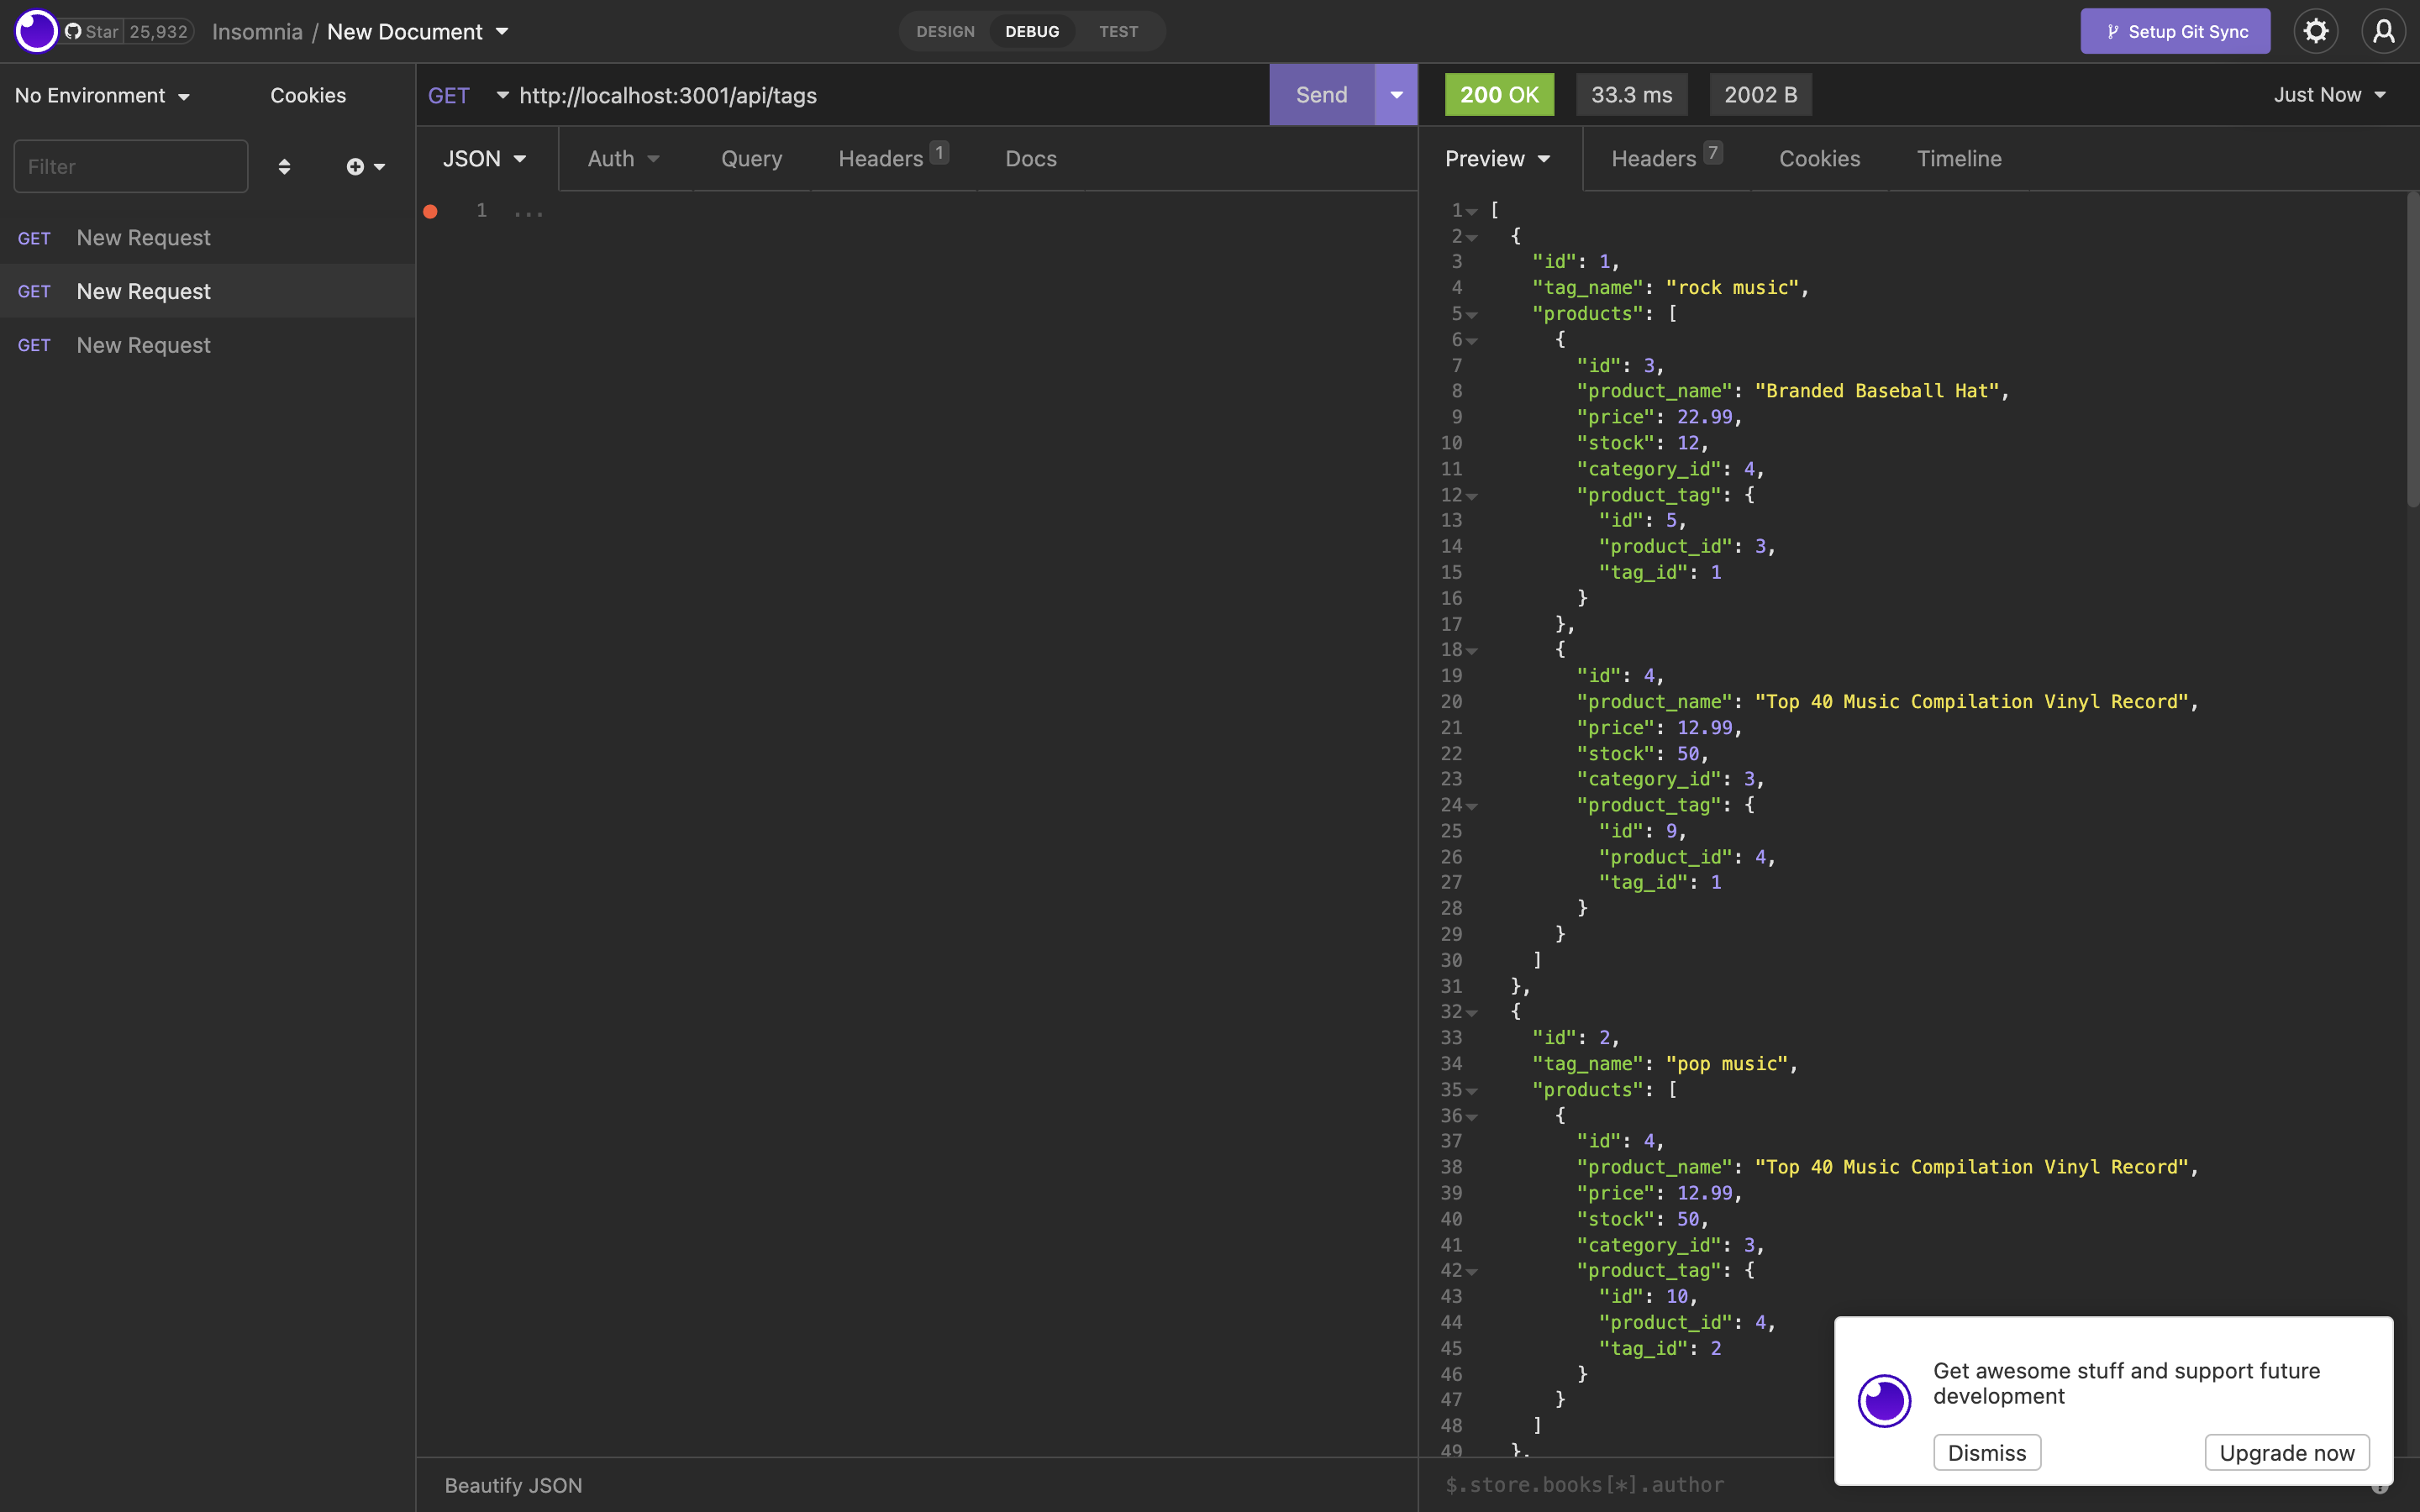 Star 25,932 Insomnia / New Document DESIGN DEBUG TEST Setup Git Sync
No Environment Cookies
Filter
GET New Request
GET New Request
GET New Request
GET http://localhost:3001/api/tags Send
JSON Auth Query Headers 1 Docs
1 ...
Beautify JSON
200 OK 33.3 ms 2002 B Just Now
Preview Headers 7 Cookies Timeline
1 [
2 {
3 "id": 1,
4 "tag_name": "rock music",
5 "products": [
6 {
7 "id": 3,
8 "product_name": "Branded Baseball Hat",
9 "price": 22.99,
10 "stock": 12,
11 "category_id": 4,
12 "product_tag": {
13 "id": 5,
14 "product_id": 3,
15 "tag_id": 1
16 }
17 },
18 {
19 "id": 4,
20 "product_name": "Top 40 Music Compilation Vinyl Record",
21 "price": 12.99,
22 "stock": 50,
23 "category_id": 3,
24 "product_tag": {
25 "id": 9,
26 "product_id": 4,
27 "tag_id": 1
28 }
29 }
30 ]
31 },
32 {
33 "id": 2,
34 "tag_name": "pop music",
35 "products": [
36 {
37 "id": 4,
38 "product_name": "Top 40 Music Compilation Vinyl Record",
39 "price": 12.99,
40 "stock": 50,
41 "category_id": 3,
42 "product_tag": {
43 "id": 10,
44 "product_id": 4,
45 "tag_id": 2
46 }
47 }
48 ]
49 },
$.store.books[*].author
Get awesome stuff and support future
development
Dismiss Upgrade now